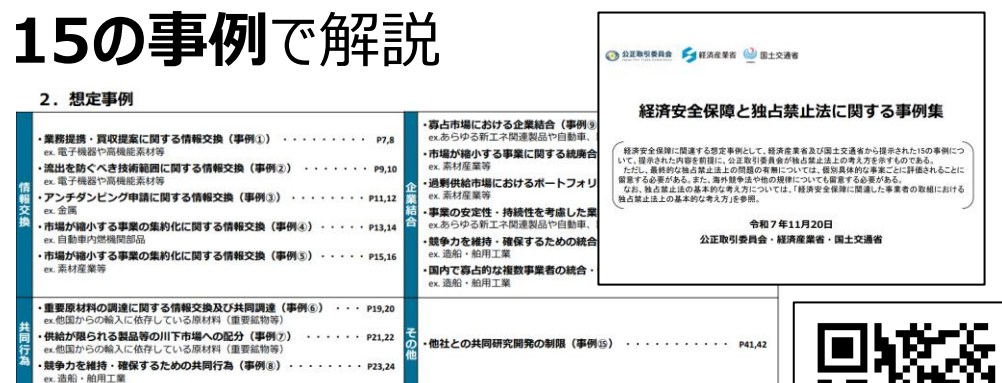 15の事例で解説
2．想定事例
情報交換
・業務提携・買収提案に関する情報交換（事例①） ・・・・・・・・・ P7,8
ex. 電子機器や高機能素材等
・流出を防ぐべき技術範囲に関する情報交換（事例②） ・・・・・・ P9,10
ex. 電子機器や高機能素材等
・アンチダンピング申請に関する情報交換（事例③） ・・・・・・・ P11,12
ex. 金属
・市場が縮小する事業の集約化に関する情報交換（事例④） ・・・・ P13,14
ex. 自動車内燃機関部品
・市場が縮小する事業の集約化に関する情報交換（事例⑤） ・・・・ P15,16
ex. 素材産業等
企業結合
・寡占市場における企業結合（事例⑨
ex.あらゆる新エネ関連製品や自動車、
・市場が縮小する事業に関する統廃合
ex. 素材産業等
・過剰供給市場におけるポートフォリ
ex. 素材産業等
・事業の安定性・持続性を考慮した業
ex.あらゆる新エネ関連製品や自動車、
・競争力を維持・確保するための統合
ex. 造船・舶用工業
・国内で寡占的な複数事業者の統合・
ex. 造船・舶用工業
共同行為
・重要原材料の調達に関する情報交換及び共同調達（事例⑥） ・・・ P19,20
ex.他国からの輸入に依存している原材料（重要鉱物等）
・供給が限られる製品等の川下市場への配分（事例⑦） ・・・・・・ P21,22
ex.他国からの輸入に依存している原材料（重要鉱物等）
・競争力を維持・確保するための共同行為（事例⑧） ・・・・・・・・ P23,24
ex. 造船・舶用工業
その他
・他社との共同研究開発の制限（事例⑮） ・・・・・・・・・・・ P41,42
公正取引委員会 経済産業省 国土交通省
経済安全保障と独占禁止法に関する事例集
経済安全保障に関連する想定事例として、経済産業省及び国土交通省から提示された15の事例につ
いて、提示された内容を前提に、公正取引委員会が独占禁止法上の考え方を示すものである。
ただし、最終的な独占禁止法上の問題の有無については、個別具体的な事案ごとに評価されることに
留意する必要がある。また、海外競争法や他の規律についても留意する必要がある。
なお、独占禁止法の基本的な考え方については、「経済安全保障に関連した事業者の取組における
独占禁止法上の基本的な考え方」を参照。
令和７年11月20日
公正取引委員会・経済産業省・国土交通省